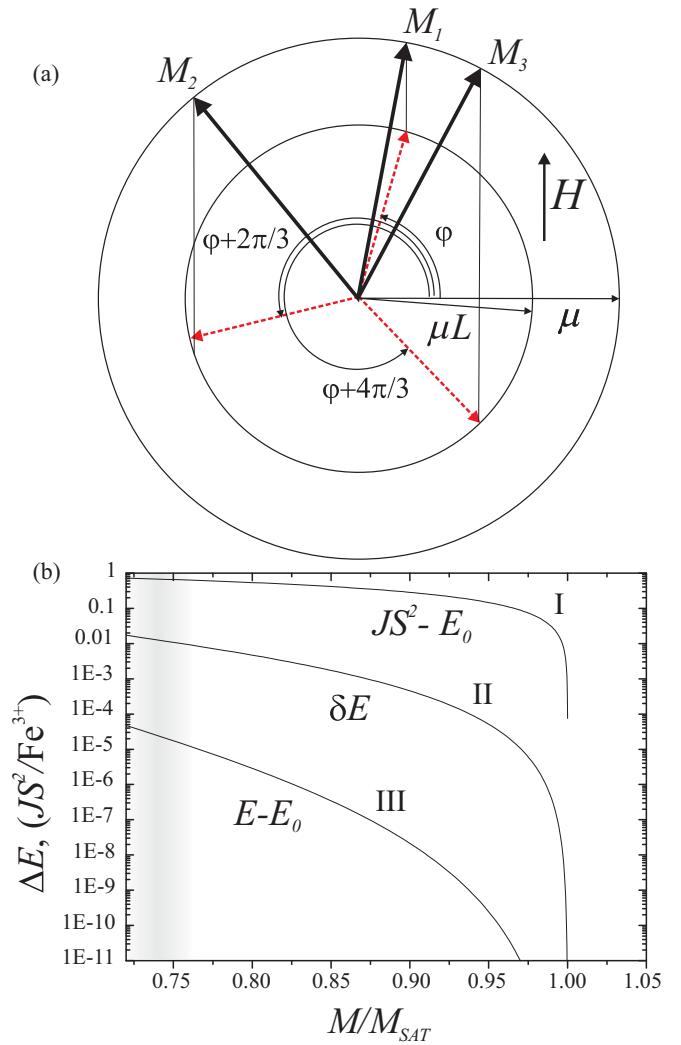 (a)
M₁
M₂
M₃
H
φ+2π/3
φ
μL
μ
φ+4π/3
(b)
1
0.1
0.01
1E-3
1E-4
1E-5
1E-6
1E-7
1E-8
1E-9
1E-10
1E-11
ΔE, (JS²/Fe³⁺)
I
JS²- E₀
II
δE
III
E-E₀
0.75 0.80 0.85 0.90 0.95 1.00 1.05
M/M_SAT